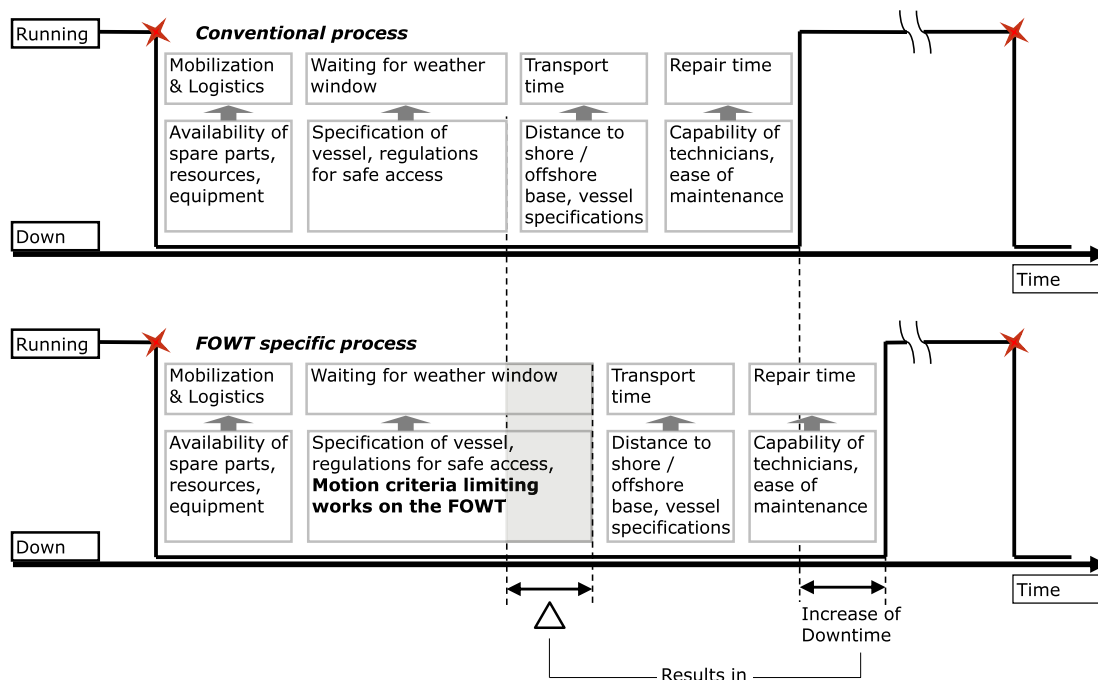 Running
Conventional process
Mobilization
& Logistics
Waiting for weather
window
Transport
time
Repair time
Availability of
spare parts,
resources,
equipment
Specification of
vessel, regulations
for safe access
Distance to
shore /
offshore
base, vessel
specifications
Capability of
technicians,
ease of
maintenance
Down
Time
Running
FOWT specific process
Mobilization
& Logistics
Waiting for weather window
Transport
time
Repair time
Availability of
spare parts,
resources,
equipment
Specification of vessel,
regulations for safe access,
Motion criteria limiting
works on the FOWT
Distance to
shore /
offshore
base, vessel
specifications
Capability of
technicians,
ease of
maintenance
Down
Time
Increase of
Downtime
Results in